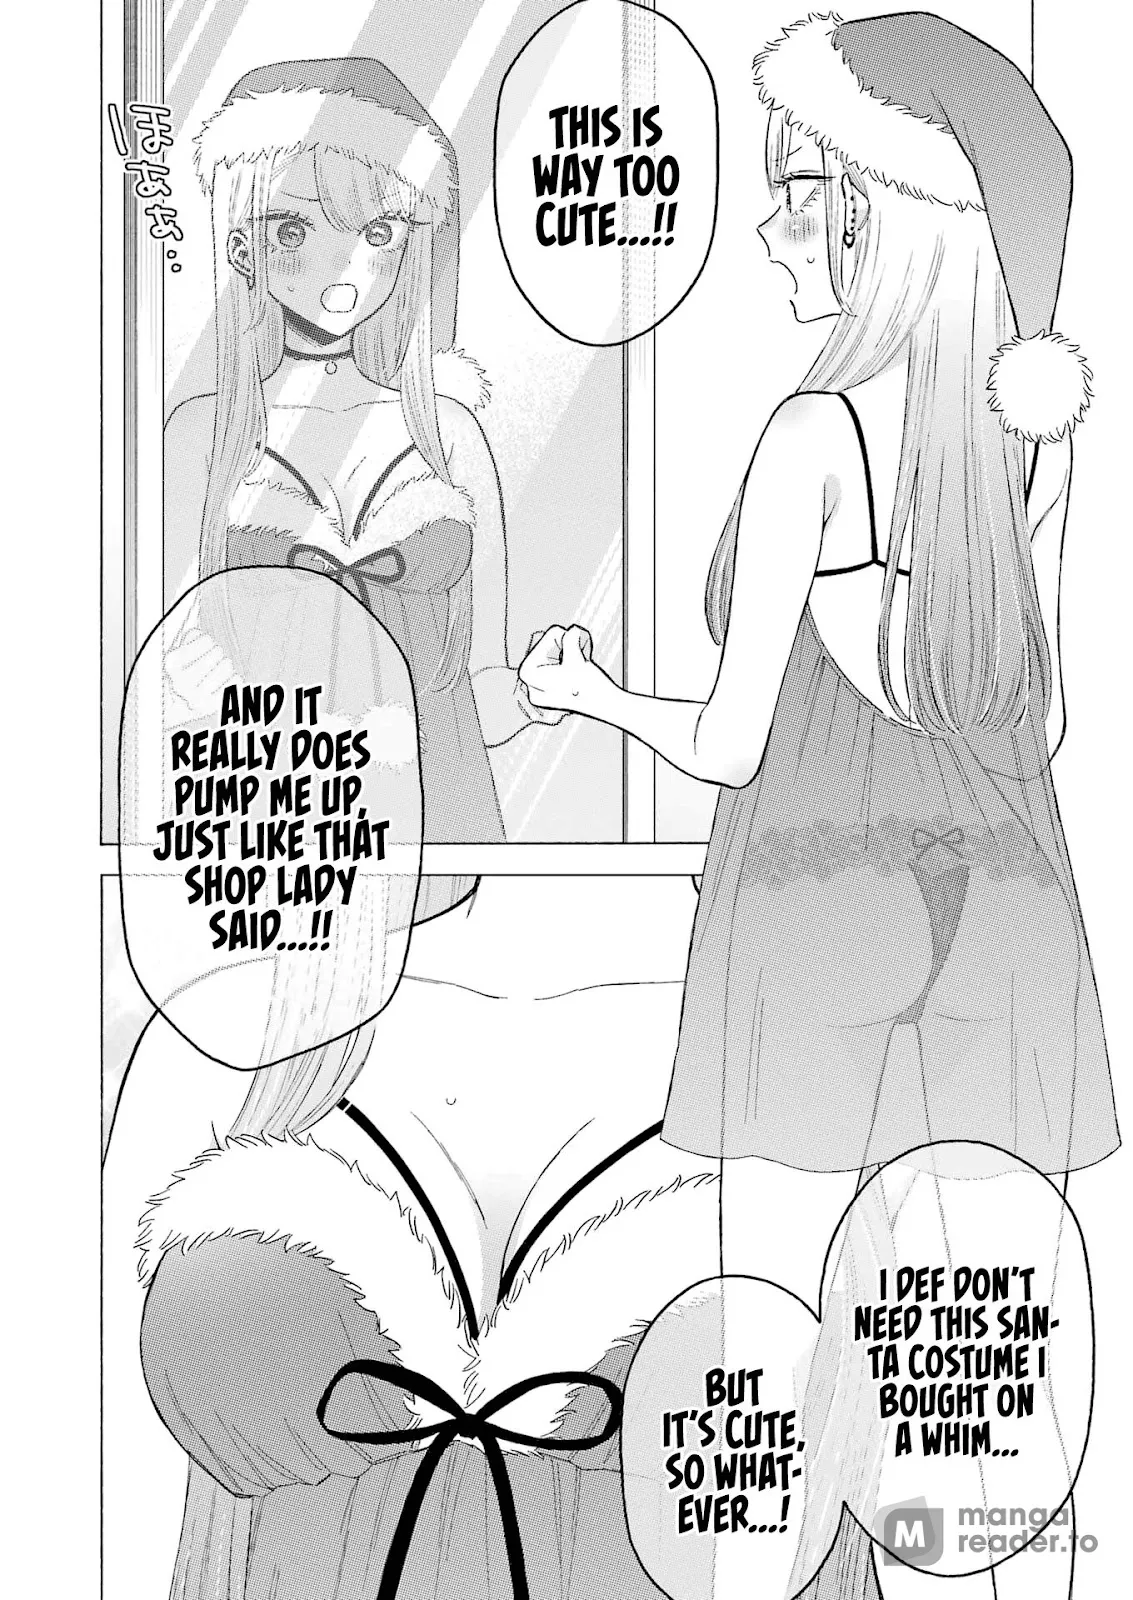 THIS IS
WAY TOO
CUTE...!!
ほぁぁ..
AND IT
REALLY DOES
PUMP ME UP,
JUST LIKE THAT
SHOP LADY
SAID...!!
I DEF DON'T
NEED THIS SAN-
TA COSTUME I
BOUGHT ON
A WHIM...
BUT
IT'S CUTE,
SO WHAT-
EVER...!
M manga
reader.to